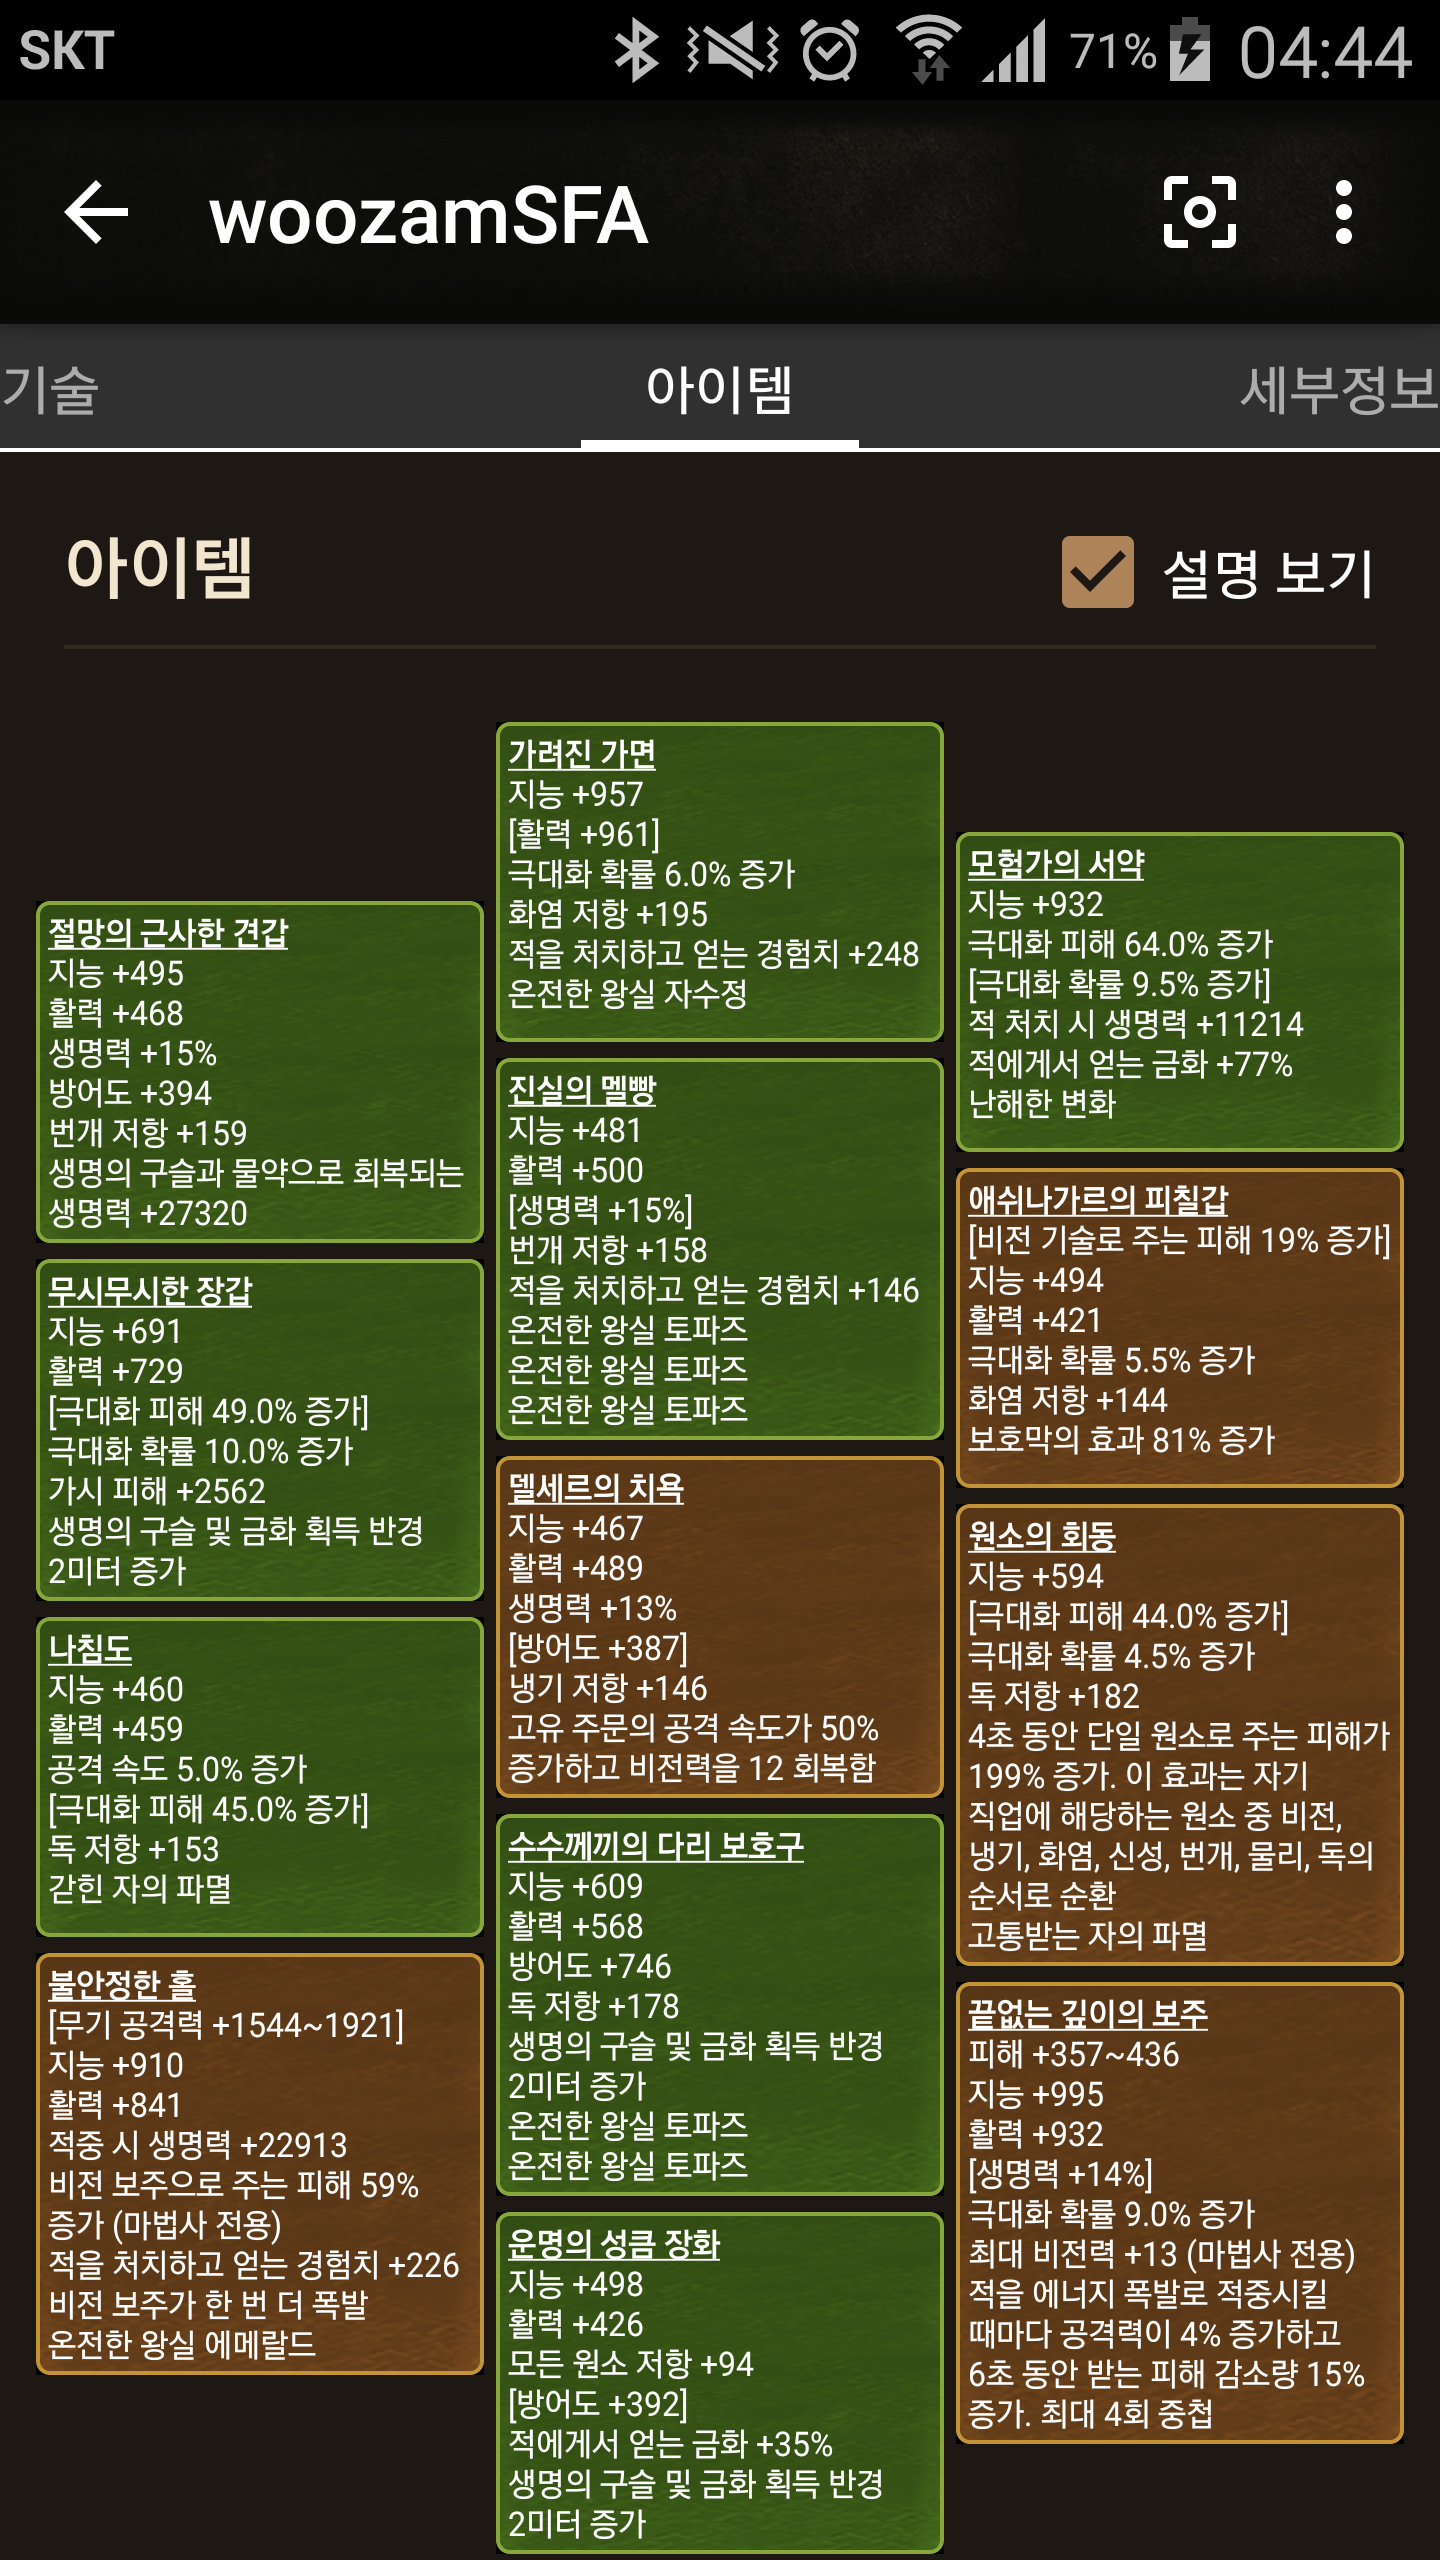 SKT
71%
04:44
woozamSFA
기술
아이템
세부정보
아이템
설명 보기
가려진 가면
지능 +957
[활력 +961]
극대화 확률 6.0% 증가
화염 저항 +195
적을 처치하고 얻는 경험치 +248
온전한 왕실 자수정
모험가의 서약
지능 +932
극대화 피해 64.0% 증가
[극대화 확률 9.5% 증가]
적 처치 시 생명력 +11214
적에게서 얻는 금화 +77%
난해한 변화
절망의 근사한 견갑
지능 +495
활력 +468
생명력 +15%
방어도 +394
번개 저항 +159
생명의 구슬과 물약으로 회복되는
생명력 +27320
진실의 멜빵
지능 +481
활력 +500
[생명력 +15%]
번개 저항 +158
적을 처치하고 얻는 경험치 +146
온전한 왕실 토파즈
온전한 왕실 토파즈
온전한 왕실 토파즈
애쉬나가르의 피칠갑
[비전 기술로 주는 피해 19% 증가]
지능 +494
활력 +421
극대화 확률 5.5% 증가
화염 저항 +144
보호막의 효과 81% 증가
무시무시한 장갑
지능 +691
활력 +729
[극대화 피해 49.0% 증가]
극대화 확률 10.0% 증가
가시 피해 +2562
생명의 구슬 및 금화 획득 반경
2미터 증가
델세르의 치욕
지능 +467
활력 +489
생명력 +13%
[방어도 +387]
냉기 저항 +146
고유 주문의 공격 속도가 50%
증가하고 비전력을 12 회복함
원소의 회동
지능 +594
[극대화 피해 44.0% 증가]
극대화 확률 4.5% 증가
독 저항 +182
4초 동안 단일 원소로 주는 피해가
199% 증가. 이 효과는 자기
직업에 해당하는 원소 중 비전,
냉기, 화염, 신성, 번개, 물리, 독의
순서로 순환
고통받는 자의 파멸
나침도
지능 +460
활력 +459
공격 속도 5.0% 증가
[극대화 피해 45.0% 증가]
독 저항 +153
갇힌 자의 파멸
수수께끼의 다리 보호구
지능 +609
활력 +568
방어도 +746
독 저항 +178
생명의 구슬 및 금화 획득 반경
2미터 증가
온전한 왕실 토파즈
온전한 왕실 토파즈
불안정한 홀
[무기 공격력 +1544~1921]
지능 +910
활력 +841
적중 시 생명력 +22913
비전 보주으로 주는 피해 59%
증가 (마법사 전용)
적을 처치하고 얻는 경험치 +226
비전 보주가 한 번 더 폭발
온전한 왕실 에메랄드
끝없는 깊이의 보주
피해 +357~436
지능 +995
활력 +932
[생명력 +14%]
극대화 확률 9.0% 증가
최대 비전력 +13 (마법사 전용)
적을 에너지 폭발로 적중시킬
때마다 공격력이 4% 증가하고
6초 동안 받는 피해 감소량 15%
증가. 최대 4회 중첩
운명의 성큼 장화
지능 +498
활력 +426
모든 원소 저항 +94
[방어도 +392]
적에게서 얻는 금화 +35%
생명의 구슬 및 금화 획득 반경
2미터 증가